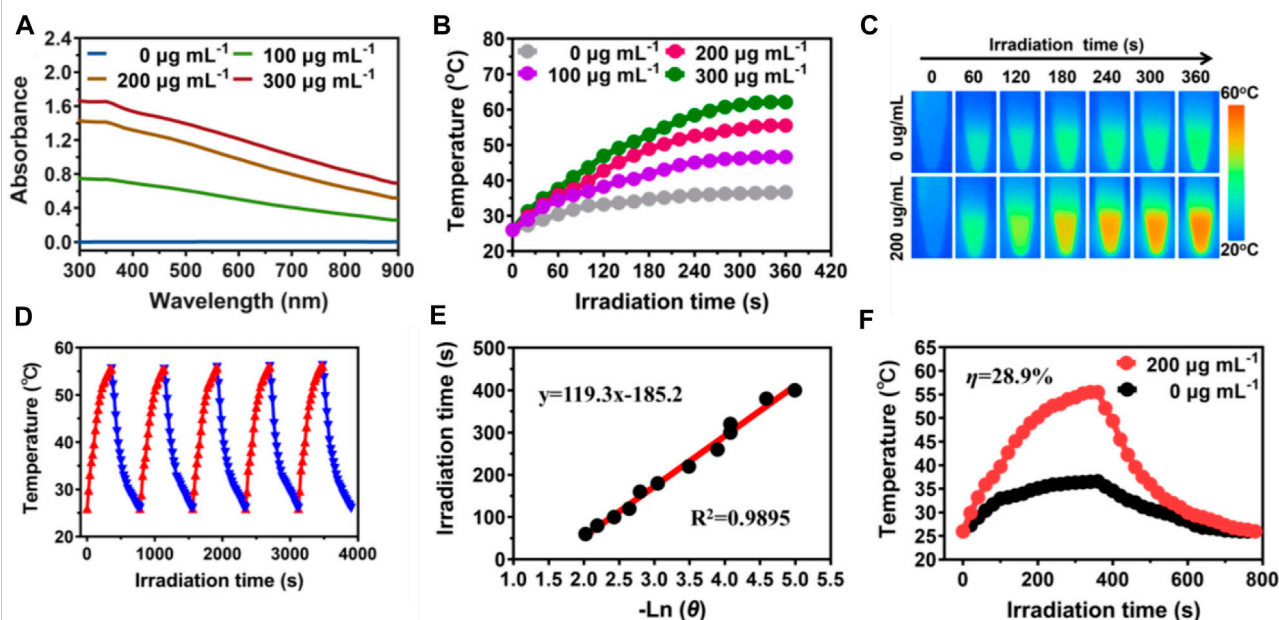 A
Absorbance
2.4
2.0
1.6
1.2
0.8
0.4
0.0
0 µg mL⁻¹
100 µg mL⁻¹
200 µg mL⁻¹
300 µg mL⁻¹
300 400 500 600 700 800 900
Wavelength (nm)
B
Temperature (°C)
80
70
60
50
40
30
20
0 µg mL⁻¹
200 µg mL⁻¹
100 µg mL⁻¹
300 µg mL⁻¹
0 60 120 180 240 300 360 420
Irradiation time (s)
C
Irradiation time (s)
0 60 120 180 240 300 360
0 ug/mL
200 ug/mL
60°C
20°C
D
Temperature (°C)
60
50
40
30
20
0 1000 2000 3000 4000
Irradiation time (s)
E
Irradiation time (s)
500
400
300
200
100
0
y=119.3x-185.2
R²=0.9895
1.0 1.5 2.0 2.5 3.0 3.5 4.0 4.5 5.0 5.5
-Ln (θ)
F
Temperature (°C)
65
60
55
50
45
40
35
30
25
20
η=28.9%
200 µg mL⁻¹
0 µg mL⁻¹
0 200 400 600 800
Irradiation time (s)